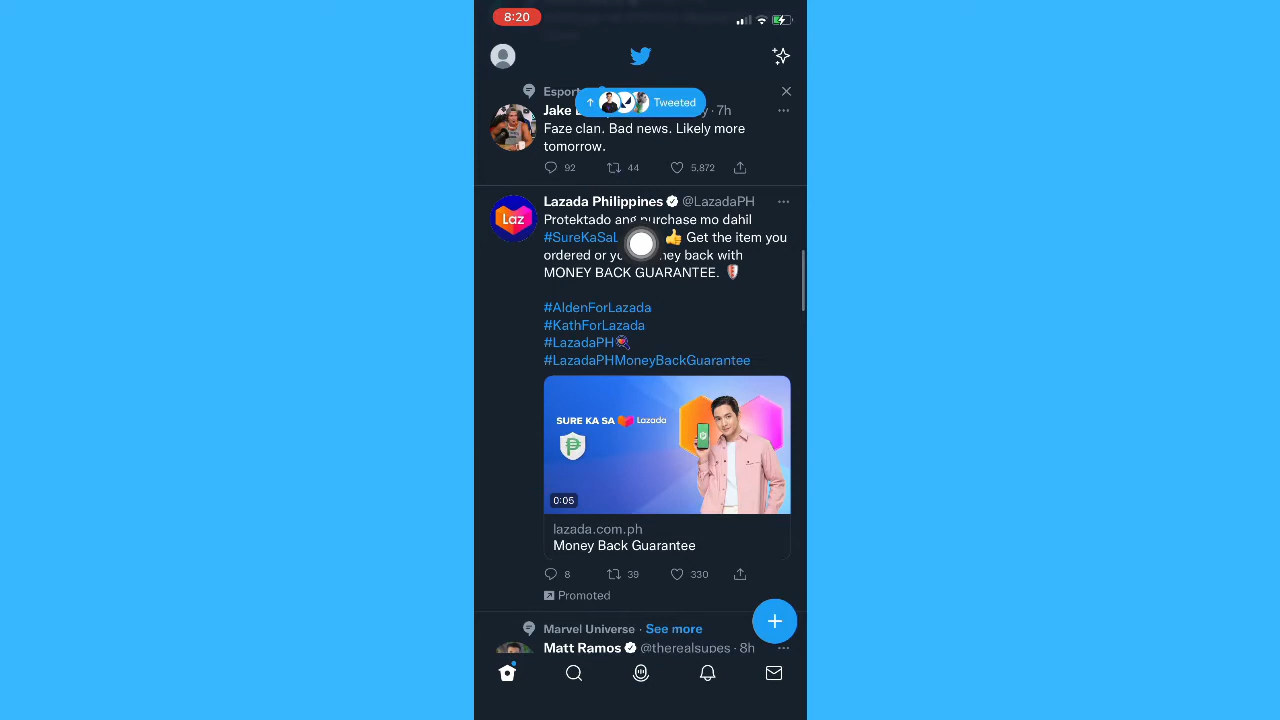 8:20
Esport
Tweeted
Jake
· 7h
Faze clan. Bad news. Likely more
tomorrow.
92 44 5,872
Laz
Lazada Philippines @LazadaPH
Protektado ang purchase mo dahil
#SureKaSaL 👍 Get the item you
ordered or yo ney back with
MONEY BACK GUARANTEE.
#AldenForLazada
#KathForLazada
#LazadaPH
#LazadaPHMoneyBackGuarantee
SURE KA SA Lazada
0:05
lazada.com.ph
Money Back Guarantee
8 39 330
Promoted
Marvel Universe · See more
Matt Ramos @therealsupes · 8h